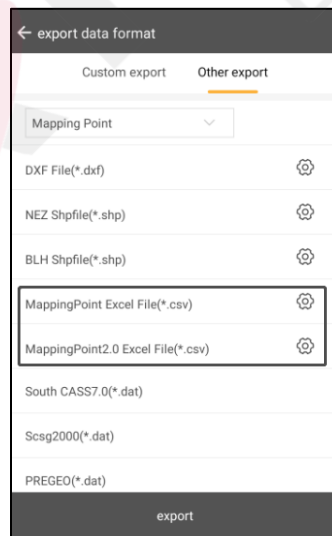 ← export data format
Custom export Other export
Mapping Point
DXF File(*.dxf)
NEZ Shpfile(*.shp)
BLH Shpfile(*.shp)
MappingPoint Excel File(*.csv)
MappingPoint2.0 Excel File(*.csv)
South CASS7.0(*.dat)
Scsg2000(*.dat)
PREGEO(*.dat)
export